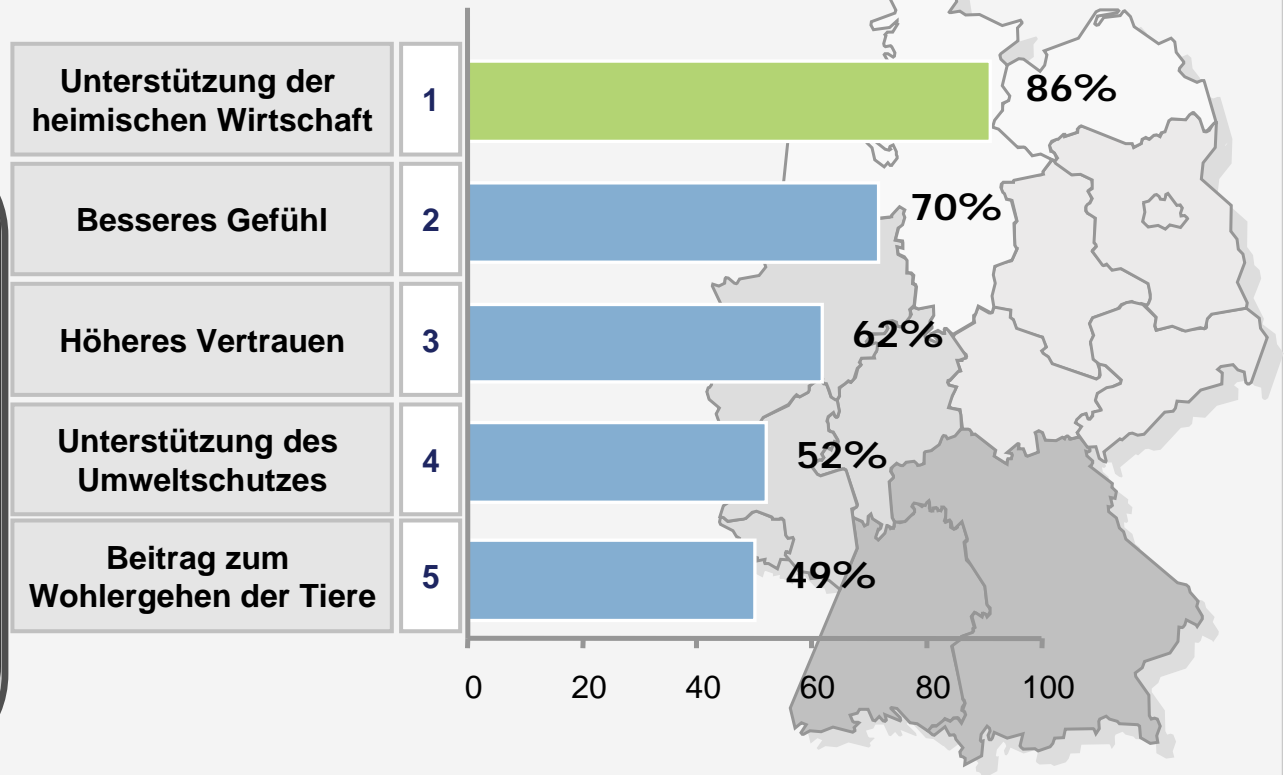 Unterstützung der
heimischen Wirtschaft
1
86%
Besseres Gefühl
2
70%
Höheres Vertrauen
3
62%
Unterstützung des
Umweltschutzes
4
52%
Beitrag zum
Wohlergehen der Tiere
5
49%
0 20 40 60 80 100